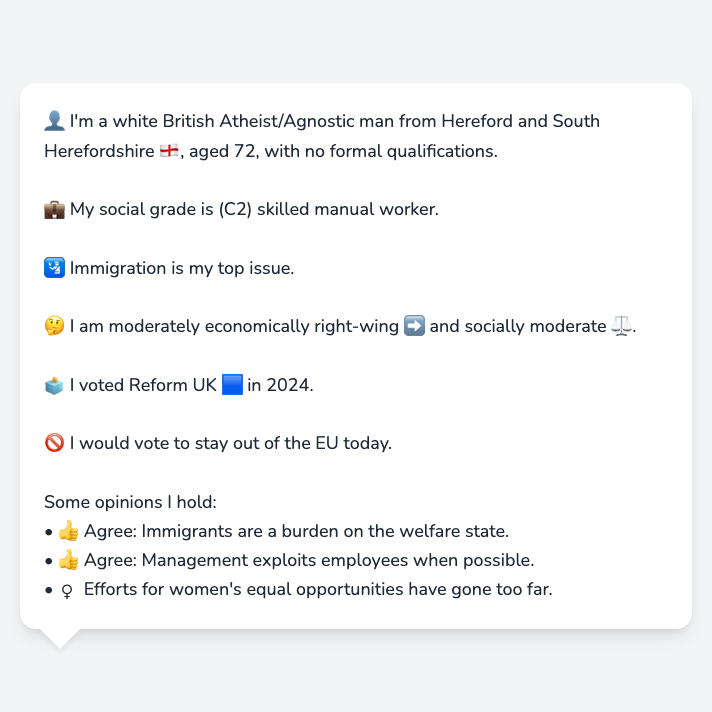 👤 I'm a white British Atheist/Agnostic man from Hereford and South
Herefordshire 🏴󠁧󠁢󠁥󠁮󠁧󠁿, aged 72, with no formal qualifications.
💼 My social grade is (C2) skilled manual worker.
🛂 Immigration is my top issue.
🤔 I am moderately economically right-wing ➡️ and socially moderate ⚖️.
🗳️ I voted Reform UK 🟦 in 2024.
🚫 I would vote to stay out of the EU today.
Some opinions I hold:
• 👍 Agree: Immigrants are a burden on the welfare state.
• 👍 Agree: Management exploits employees when possible.
• ♀ Efforts for women's equal opportunities have gone too far.